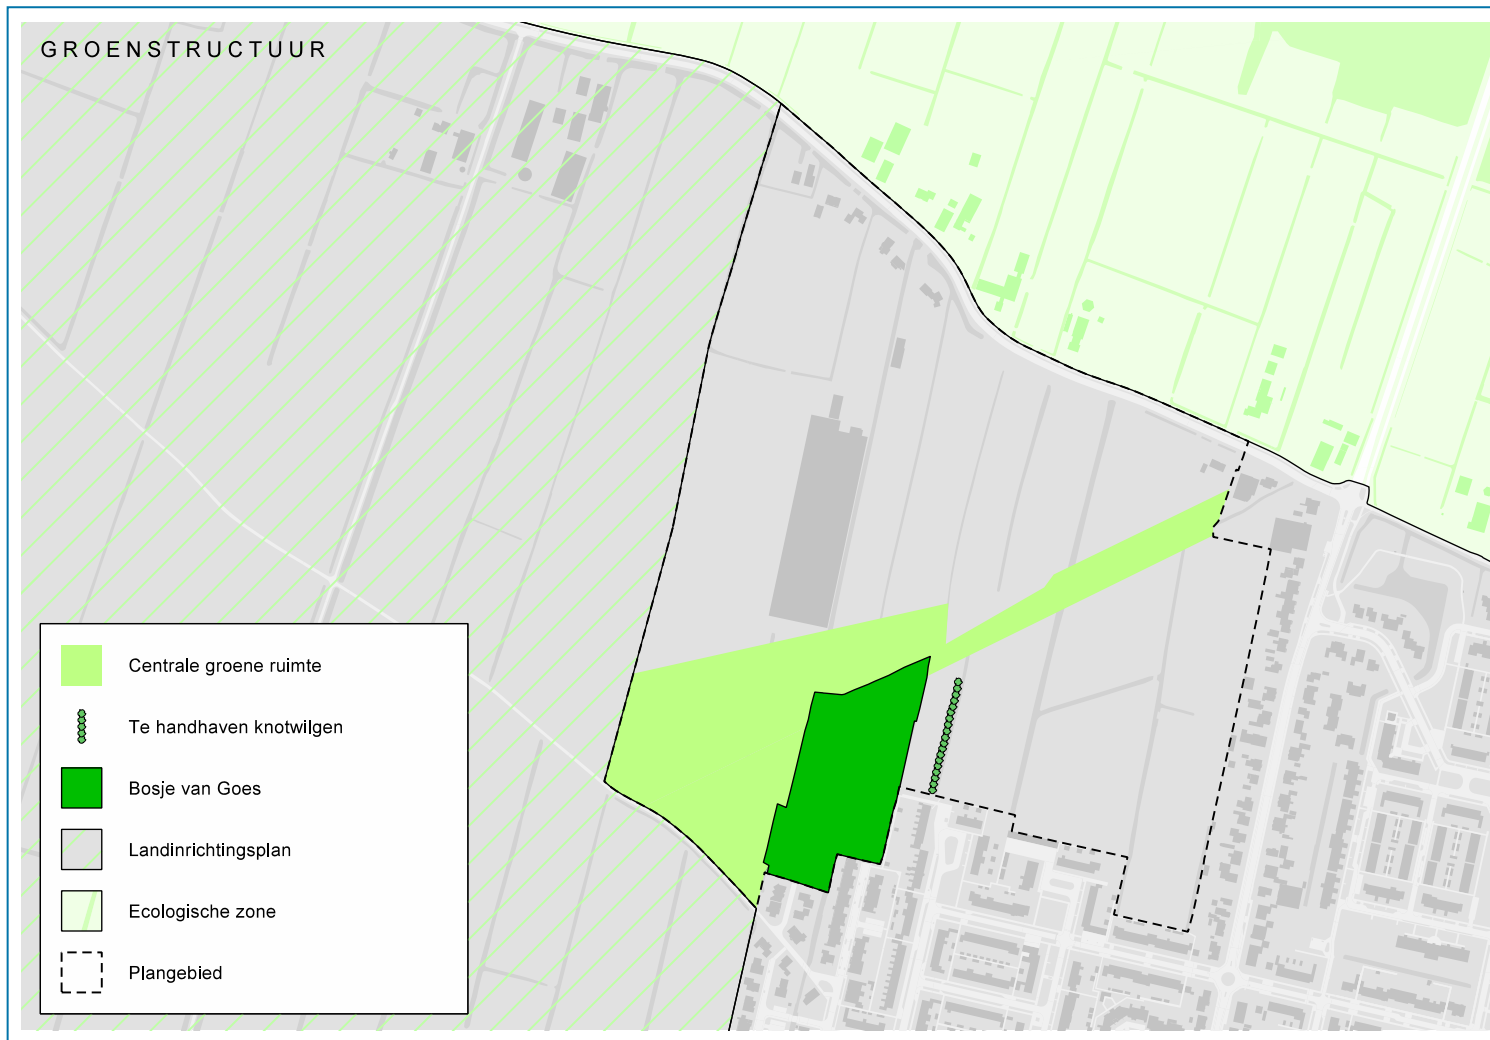 GROENSTRUCTUUR
Centrale groene ruimte
Te handhaven knotwilgen
Bosje van Goes
Landinrichtingsplan
Ecologische zone
Plangebied